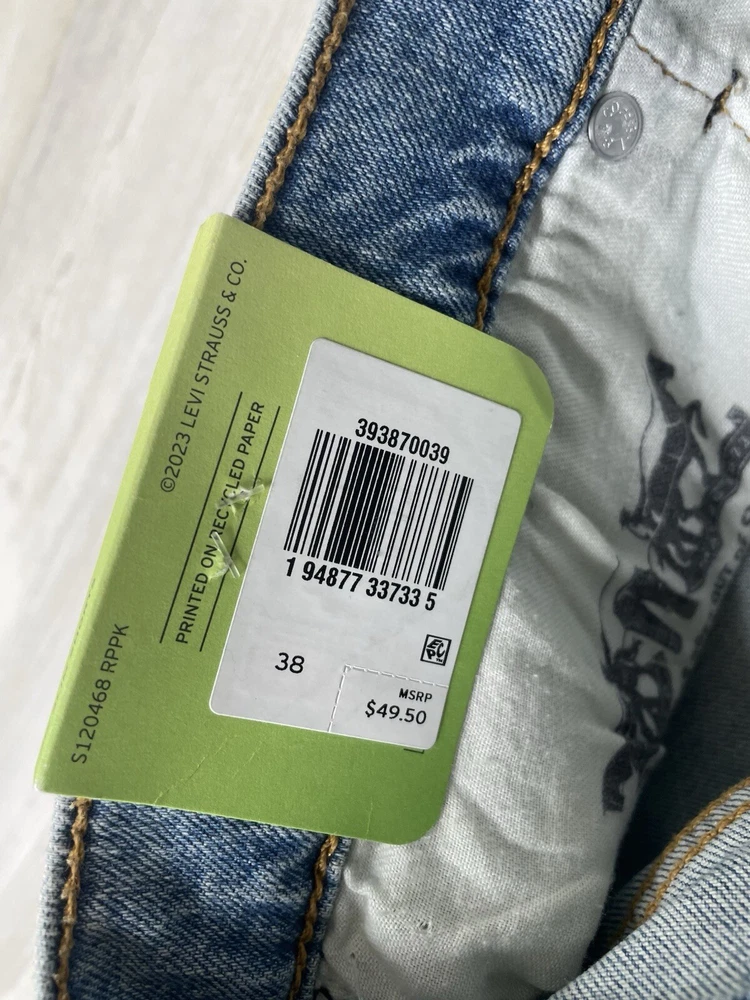 ©2023 LEVI STRAUSS & CO.
PRINTED ON RECYCLED PAPER
S120468 RPPK
393870039
1 94877 33733 5
38
MSRP
$49.50